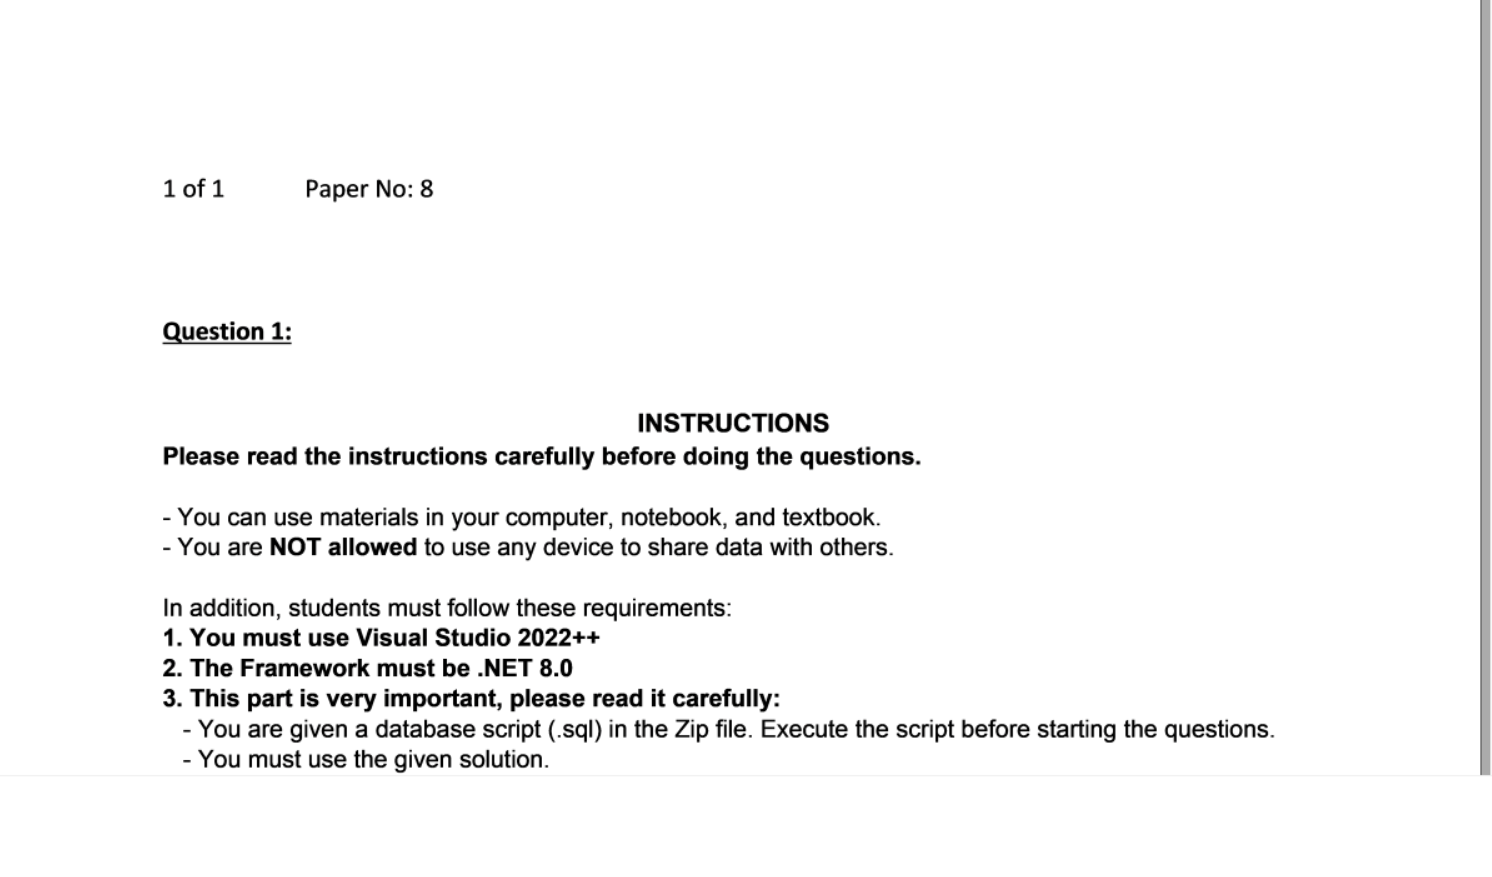 1 of 1 Paper No: 8
Question 1:
INSTRUCTIONS
Please read the instructions carefully before doing the questions.
- You can use materials in your computer, notebook, and textbook.
- You are NOT allowed to use any device to share data with others.
In addition, students must follow these requirements:
1. You must use Visual Studio 2022++
2. The Framework must be .NET 8.0
3. This part is very important, please read it carefully:
- You are given a database script (.sql) in the Zip file. Execute the script before starting the questions.
- You must use the given solution.